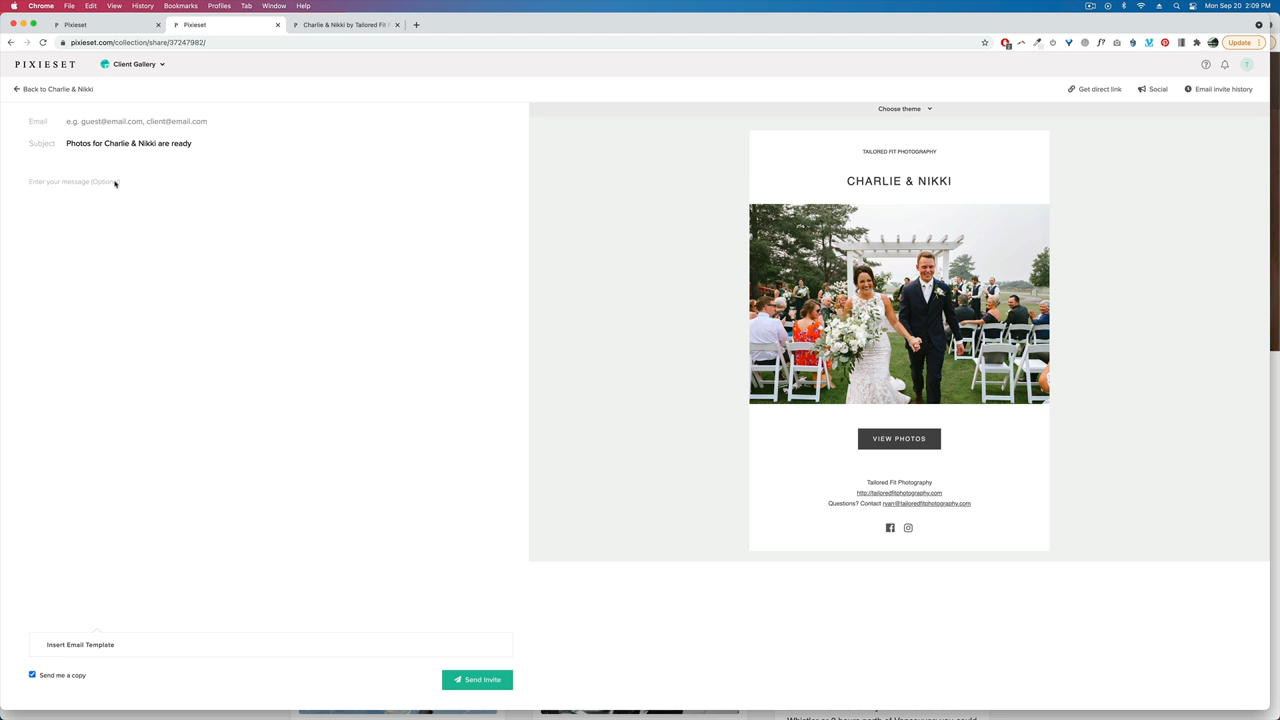 Chrome File Edit View History Bookmarks Profiles Tab Window Help
Mon Sep 20 2:09 PM
Pixieset
Pixieset
Charlie & Nikki by Tailored Fit
pixieset.com/collection/share/37247982/
Update
PIXIESET
Client Gallery
Back to Charlie & Nikki
Get direct link
Social
Email invite history
Email e.g. guest@email.com, client@email.com
Subject Photos for Charlie & Nikki are ready
Enter your message (Optional)
Insert Email Template
Send me a copy
Send Invite
Choose theme
TAILORED FIT PHOTOGRAPHY
CHARLIE & NIKKI
VIEW PHOTOS
Tailored Fit Photography
http://tailoredfitphotography.com
Questions? Contact ryan@tailoredfitphotography.com